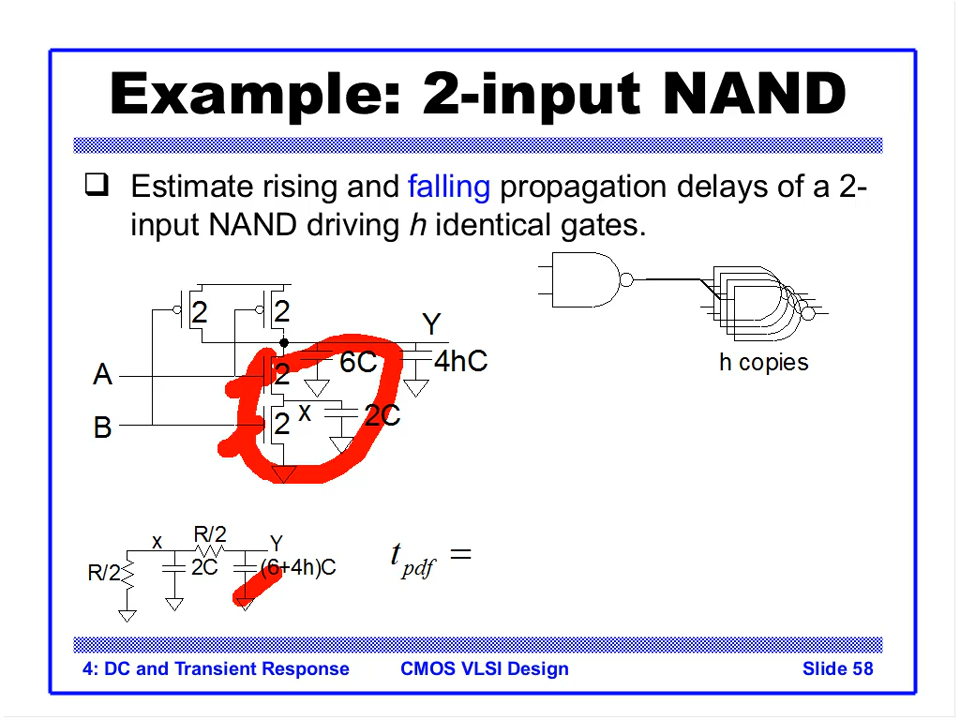 Example: 2-input NAND
Estimate rising and falling propagation delays of a 2-
input NAND driving h identical gates.
2 2
Y
6C 4hC
A 2
x 2C
B 2
h copies
x R/2 Y
R/2 2C (6+4h)C
t pdf =
4: DC and Transient Response CMOS VLSI Design Slide 58